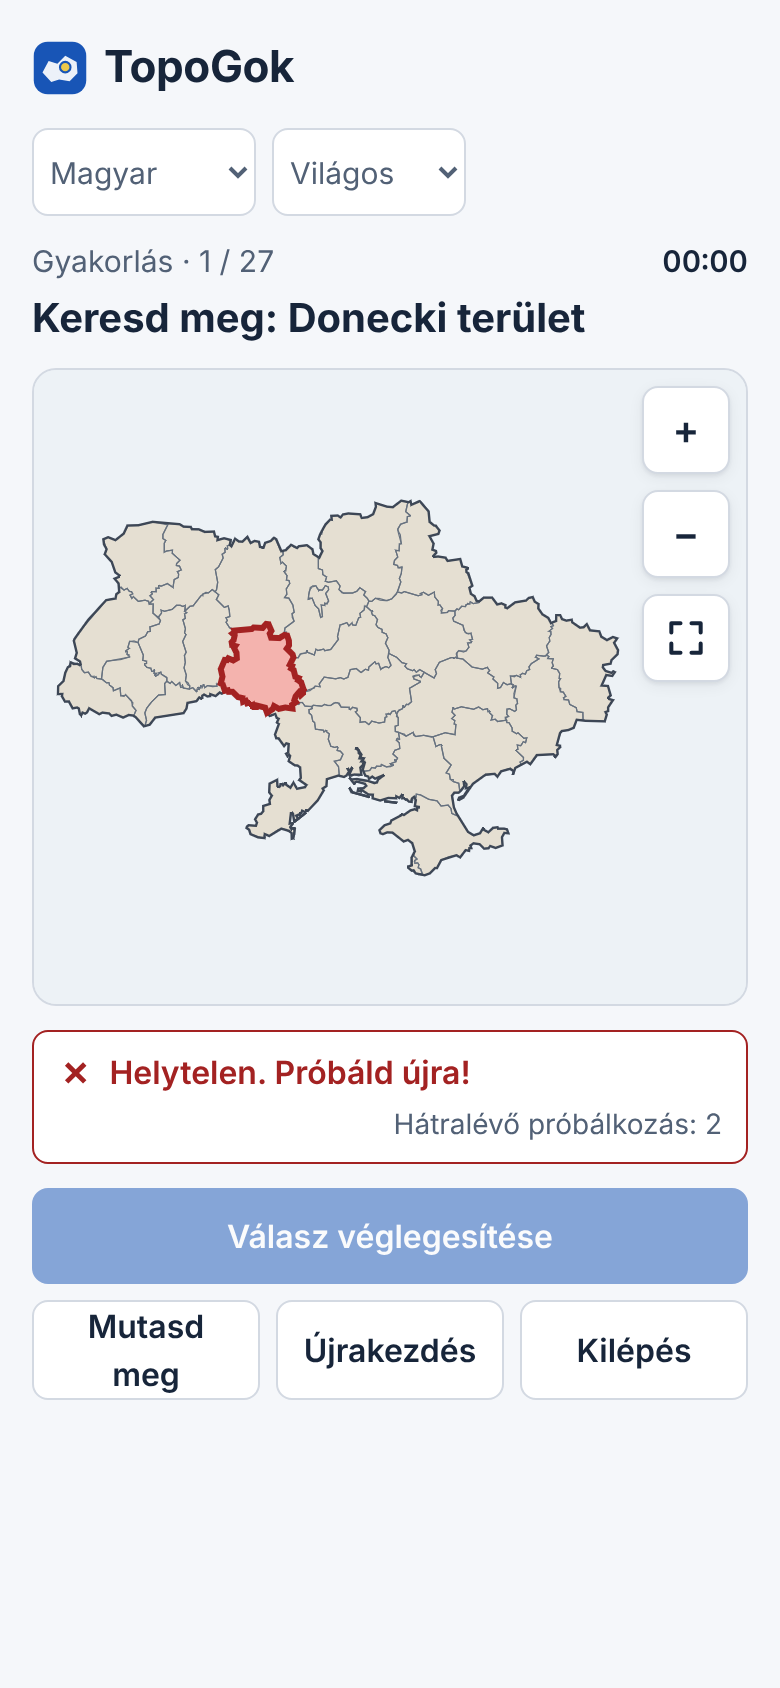 TopoGok
Magyar
Világos
Gyakorlás · 1 / 27
00:00
Keresd meg: Donecki terület
+
−
✕ Helytelen. Próbáld újra!
Hátralévő próbálkozás: 2
Válasz véglegesítése
Mutasd
meg
Újrakezdés
Kilépés